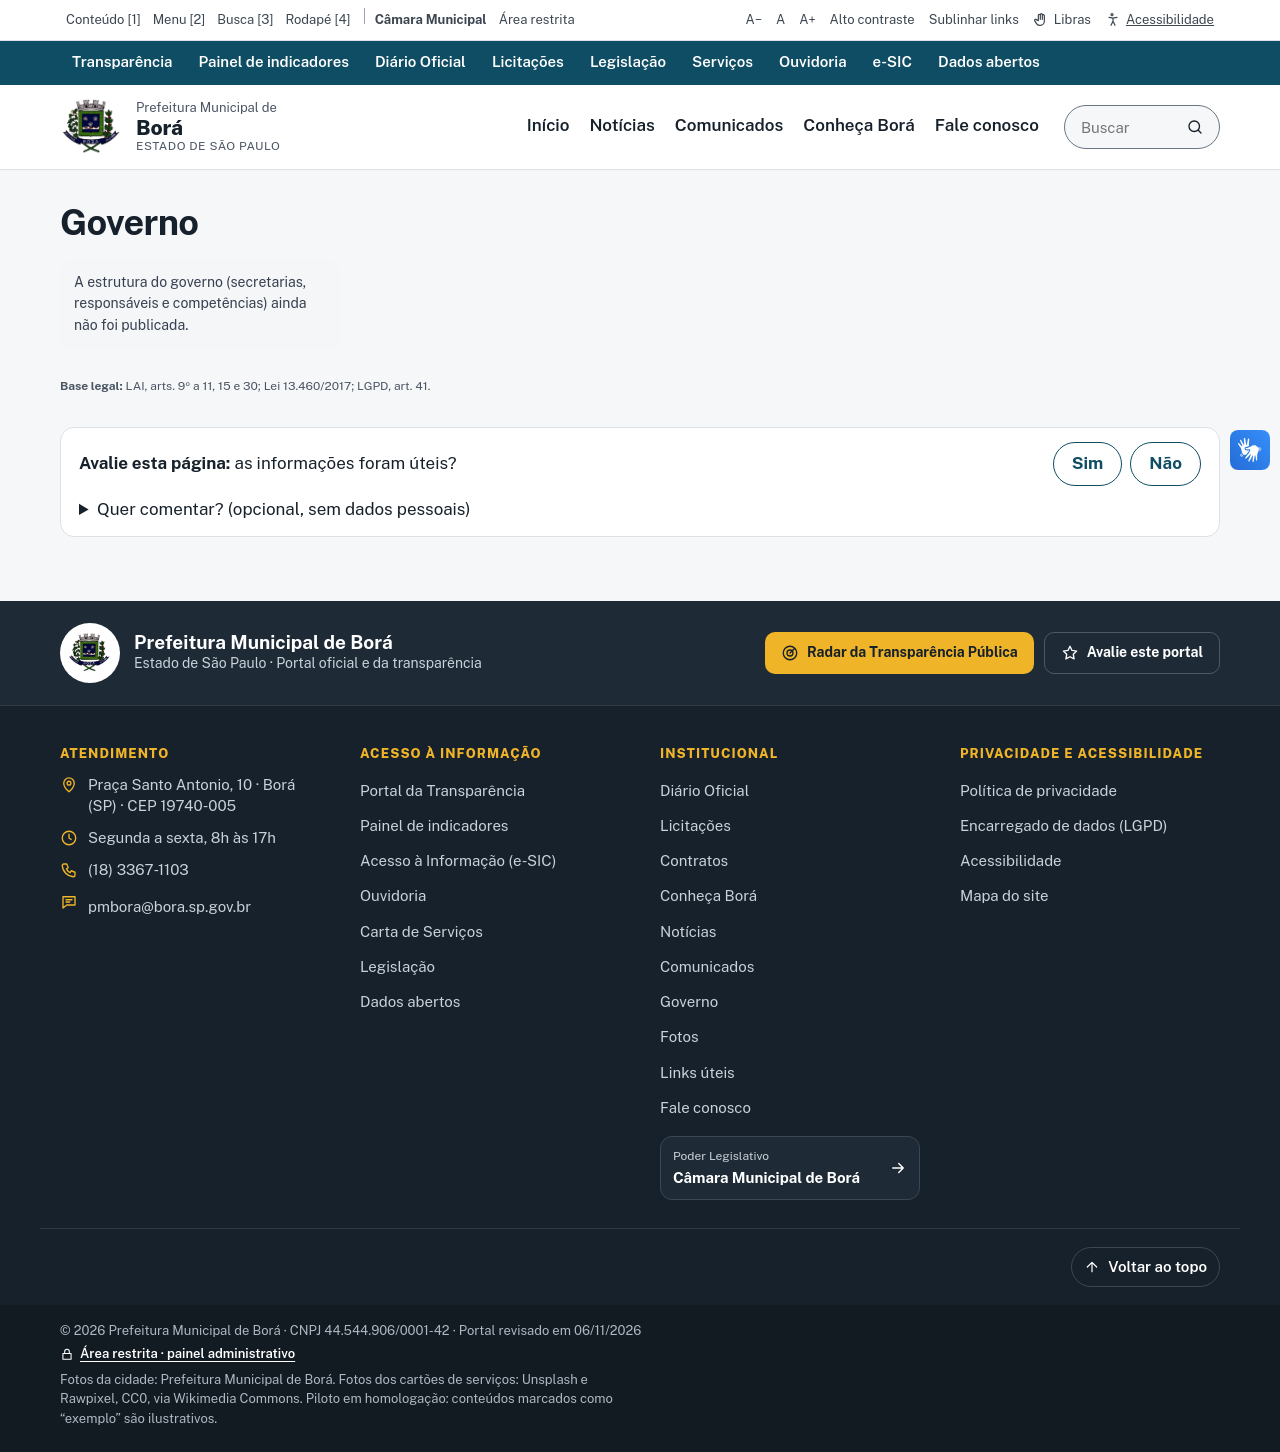 Conteúdo [1] Menu [2] Busca [3] Rodapé [4] Câmara Municipal Área restrita A− A A+ Alto contraste Sublinhar links Libras Acessibilidade
Transparência Painel de indicadores Diário Oficial Licitações Legislação Serviços Ouvidoria e-SIC Dados abertos
Prefeitura Municipal de
Borá
ESTADO DE SÃO PAULO
Início Notícias Comunicados Conheça Borá Fale conosco Buscar
Governo
A estrutura do governo (secretarias,
responsáveis e competências) ainda
não foi publicada.
Base legal: LAI, arts. 9º a 11, 15 e 30; Lei 13.460/2017; LGPD, art. 41.
Avalie esta página: as informações foram úteis? Sim Não
Quer comentar? (opcional, sem dados pessoais)
Prefeitura Municipal de Borá
Estado de São Paulo · Portal oficial e da transparência
Radar da Transparência Pública Avalie este portal
ATENDIMENTO
Praça Santo Antonio, 10 · Borá
(SP) · CEP 19740-005
Segunda a sexta, 8h às 17h
(18) 3367-1103
pmbora@bora.sp.gov.br
ACESSO À INFORMAÇÃO
Portal da Transparência
Painel de indicadores
Acesso à Informação (e-SIC)
Ouvidoria
Carta de Serviços
Legislação
Dados abertos
INSTITUCIONAL
Diário Oficial
Licitações
Contratos
Conheça Borá
Notícias
Comunicados
Governo
Fotos
Links úteis
Fale conosco
Poder Legislativo
Câmara Municipal de Borá
PRIVACIDADE E ACESSIBILIDADE
Política de privacidade
Encarregado de dados (LGPD)
Acessibilidade
Mapa do site
Voltar ao topo
© 2026 Prefeitura Municipal de Borá · CNPJ 44.544.906/0001-42 · Portal revisado em 06/11/2026
Área restrita · painel administrativo
Fotos da cidade: Prefeitura Municipal de Borá. Fotos dos cartões de serviços: Unsplash e
Rawpixel, CC0, via Wikimedia Commons. Piloto em homologação: conteúdos marcados como
“exemplo” são ilustrativos.